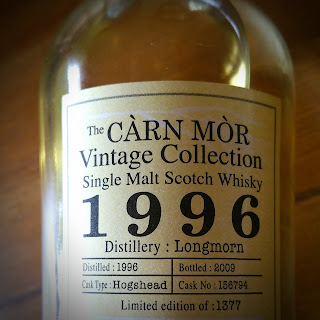 The CÀRN MÒR
Vintage Collection
Single Malt Scotch Whisky
1996
Distillery : Longmorn
Distilled : 1996 Bottled : 2009
Cask Type : Hogshead Cask No : 156794
Limited edition of : 1377